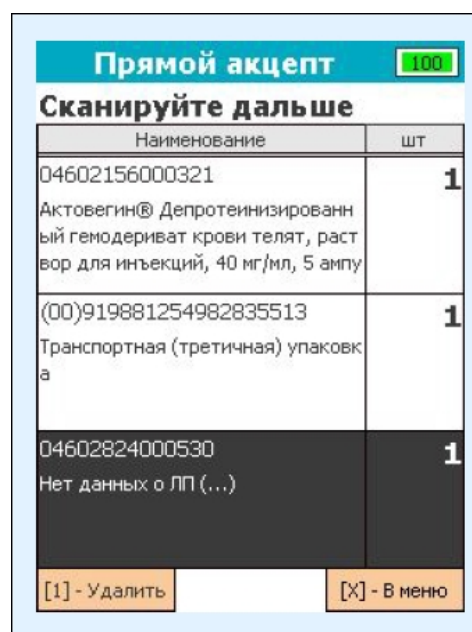 Прямой акцепт 100
Сканируйте дальше
Наименование шт
04602156000321 1
Актовегин® Депротеинизированн
ый гемодериват крови телят, раст
вор для инъекций, 40 мг/мл, 5 ампу
(00)919881254982835513 1
Транспортная (третичная) упаковк
а
04602824000530 1
Нет данных о ЛП (...)
[1] - Удалить [X] - В меню